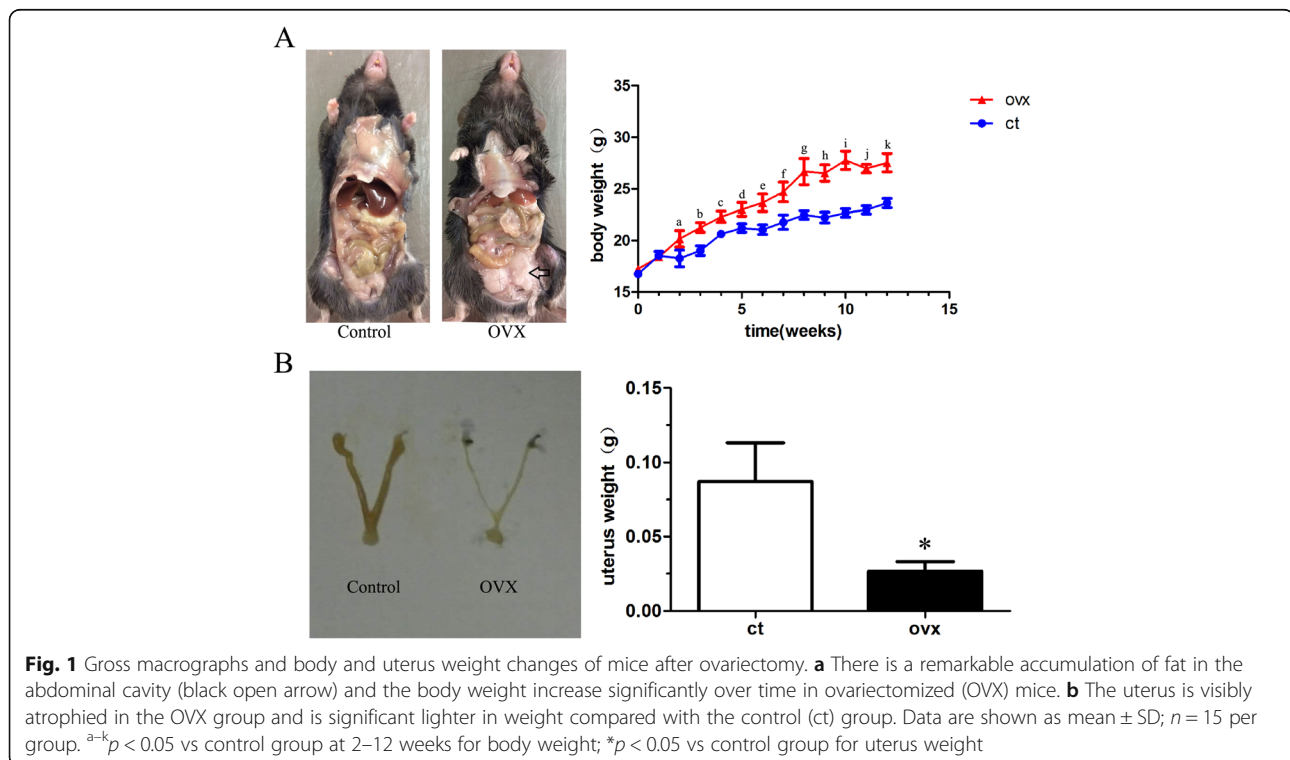 A
Control
OVX
body weight (g)
ovx
ct
35
30
25
20
15
a b c d e f g h i j k
0 5 10 15
time(weeks)
B
Control
OVX
uterus weight (g)
0.15
0.10
0.05
0.00
*
ct ovx
Fig. 1 Gross macrographs and body and uterus weight changes of mice after ovariectomy. a There is a remarkable accumulation of fat in the
abdominal cavity (black open arrow) and the body weight increase significantly over time in ovariectomized (OVX) mice. b The uterus is visibly
atrophied in the OVX group and is significant lighter in weight compared with the control (ct) group. Data are shown as mean ± SD; n = 15 per
group. a–kp < 0.05 vs control group at 2–12 weeks for body weight; *p < 0.05 vs control group for uterus weight